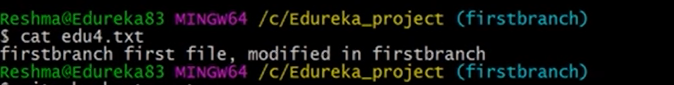 Reshma@Edureka83 MINGW64 /c/Edureka_project (firstbranch)
$ cat edu4.txt
firstbranch first file, modified in firstbranch
Reshma@Edureka83 MINGW64 /c/Edureka_project (firstbranch)